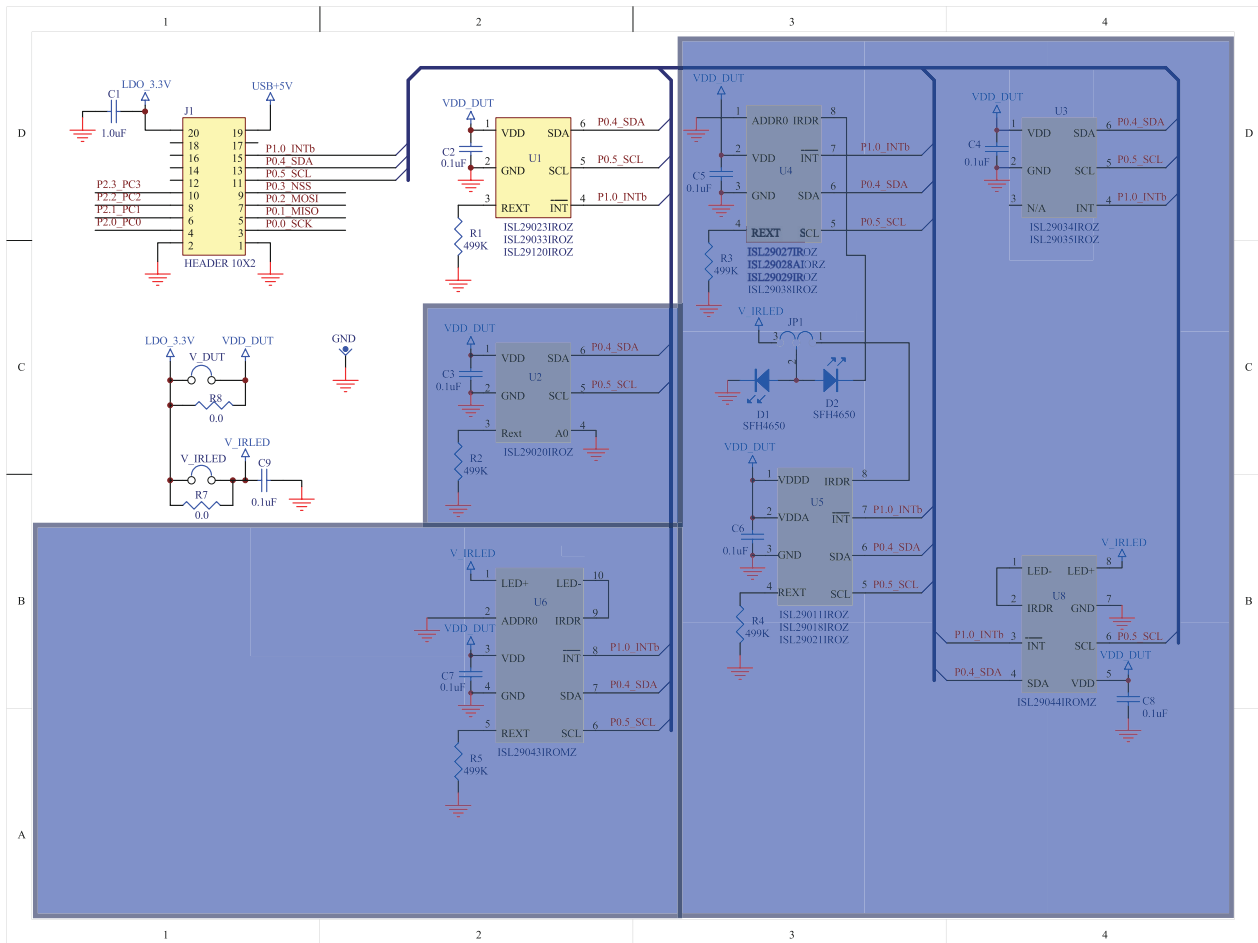 1 2 3 4
D
LDO_3.3V
C1
1.0uF
USB+5V
J1
20 19
18 17
16 15 P1.0_INTb
14 13 P0.4_SDA
12 11 P0.5_SCL
P2.3_PC3 10 9 P0.3_NSS
P2.2_PC2 8 7 P0.2_MOSI
P2.1_PC1 6 5 P0.1_MISO
P2.0_PC0 4 3 P0.0_SCK
2 1
HEADER 10X2
VDD_DUT
C2
0.1uF
1 VDD SDA 6 P0.4_SDA
U1
2 GND SCL 5 P0.5_SCL
3 REXT INT 4 P1.0_INTb
R1
499K
ISL29023IROZ
ISL29033IROZ
ISL29120IROZ
VDD_DUT
C5
0.1uF
1 ADDR0 IRDR 8
2 VDD INT 7 P1.0_INTb
U4
3 GND SDA 6 P0.4_SDA
4 REXT SCL 5 P0.5_SCL
R3
499K
ISL29027IROZ
ISL29028AIORZ
ISL29029IROZ
ISL29038IROZ
VDD_DUT
U3
C4
0.1uF
1 VDD SDA 6 P0.4_SDA
2 GND SCL 5 P0.5_SCL
3 N/A INT 4 P1.0_INTb
ISL29034IROZ
ISL29035IROZ
D
C
LDO_3.3V
VDD_DUT
V_DUT
R8
0.0
GND
V_IRLED
V_IRLED
C9
0.1uF
R7
0.0
VDD_DUT
C3
0.1uF
1 VDD SDA 6 P0.4_SDA
U2
2 GND SCL 5 P0.5_SCL
3 Rext A0 4
R2
499K
ISL29020IROZ
V_IRLED
JP1
3 1
2
D1
SFH4650
D2
SFH4650
C
VDD_DUT
C6
0.1uF
1 VDDD IRDR 8
U5
2 VDDA INT 7 P1.0_INTb
3 GND SDA 6 P0.4_SDA
4 REXT SCL 5 P0.5_SCL
R4
499K
ISL29011IROZ
ISL29018IROZ
ISL29021IROZ
B
V_IRLED
1 LED+ LED- 10
U6
2 ADDR0 IRDR 9
VDD_DUT
3 VDD INT 8 P1.0_INTb
C7
0.1uF
4 GND SDA 7 P0.4_SDA
5 REXT SCL 6 P0.5_SCL
R5
499K
ISL29043IROMZ
V_IRLED
1 LED- LED+ 8
U8
2 IRDR GND 7
P1.0_INTb 3 INT SCL 6 P0.5_SCL
VDD_DUT
P0.4_SDA 4 SDA VDD 5
ISL29044IROMZ
C8
0.1uF
B
A A
1 2 3 4